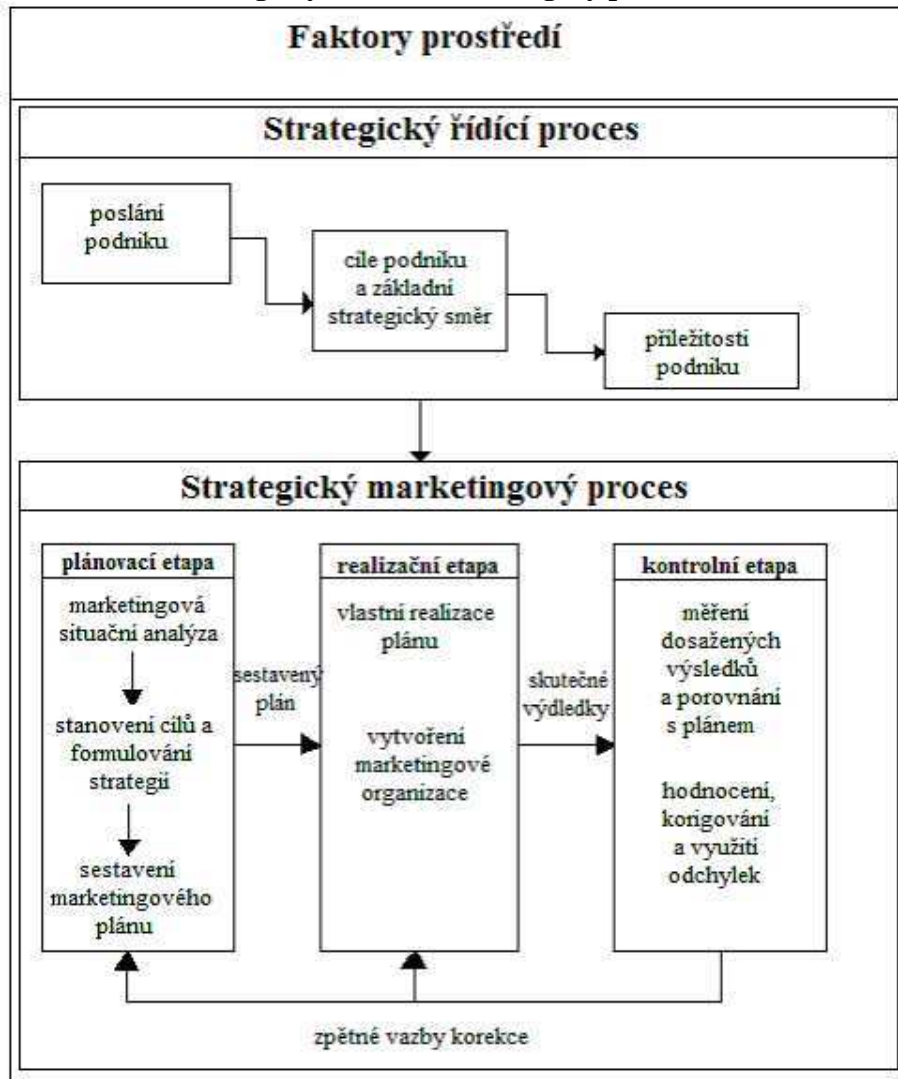 Faktory prostředí
Strategický řídící proces
poslání
podniku
cíle podniku
a základní
strategický směr
příležitosti
podniku
Strategický marketingový proces
plánovací etapa
marketingová
situační analýza
stanovení cílů a
formulování
strategií
sestavení
marketingového
plánu
sestavený
plán
realizační etapa
vlastní realizace
plánu
vytvoření
marketingové
organizace
skutečné
výdledky
kontrolní etapa
měření
dosažených
výsledků
a porovnání
s plánem
hodnocení,
korigování
a využití
odchylek
zpětné vazby korekce